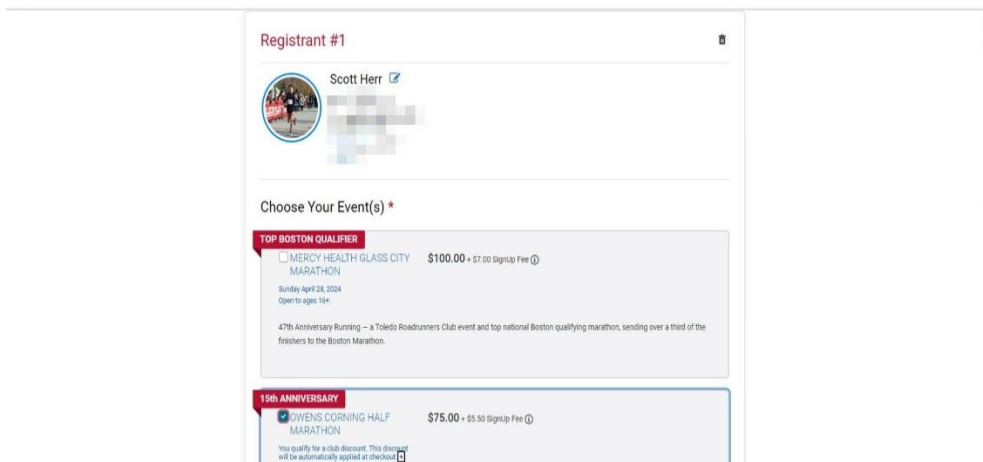 Registrant #1
Scott Herr
Choose Your Event(s) *
TOP BOSTON QUALIFIER
MERCY HEALTH GLASS CITY $100.00 + $7.00 SignUp Fee
MARATHON
Sunday April 28, 2024
Open to ages 16+.
47th Anniversary Running — a Toledo Roadrunners Club event and top national Boston qualifying marathon, sending over a third of the
finishers to the Boston Marathon.
15th ANNIVERSARY
OWENS CORNING HALF $75.00 + $5.50 SignUp Fee
MARATHON
You qualify for a club discount. This discount
will be automatically applied at checkout.